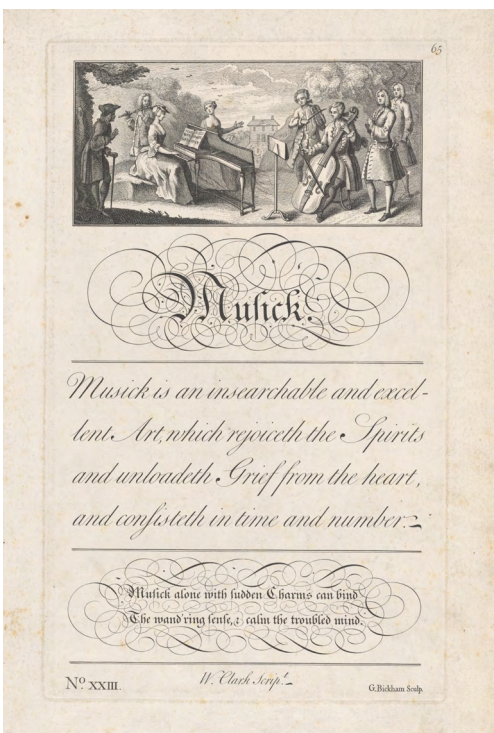 65
Musick.
Musick is an insearchable and excel-
lent Art, which rejoiceth the Spirits
and unloadeth Grief from the heart,
and consisteth in time and number.
Musick alone with sudden Charms can bind
The wand'ring sense, & calm the troubled mind.
No. XXIII.
W. Clark Script.
G. Bickham Sculp.